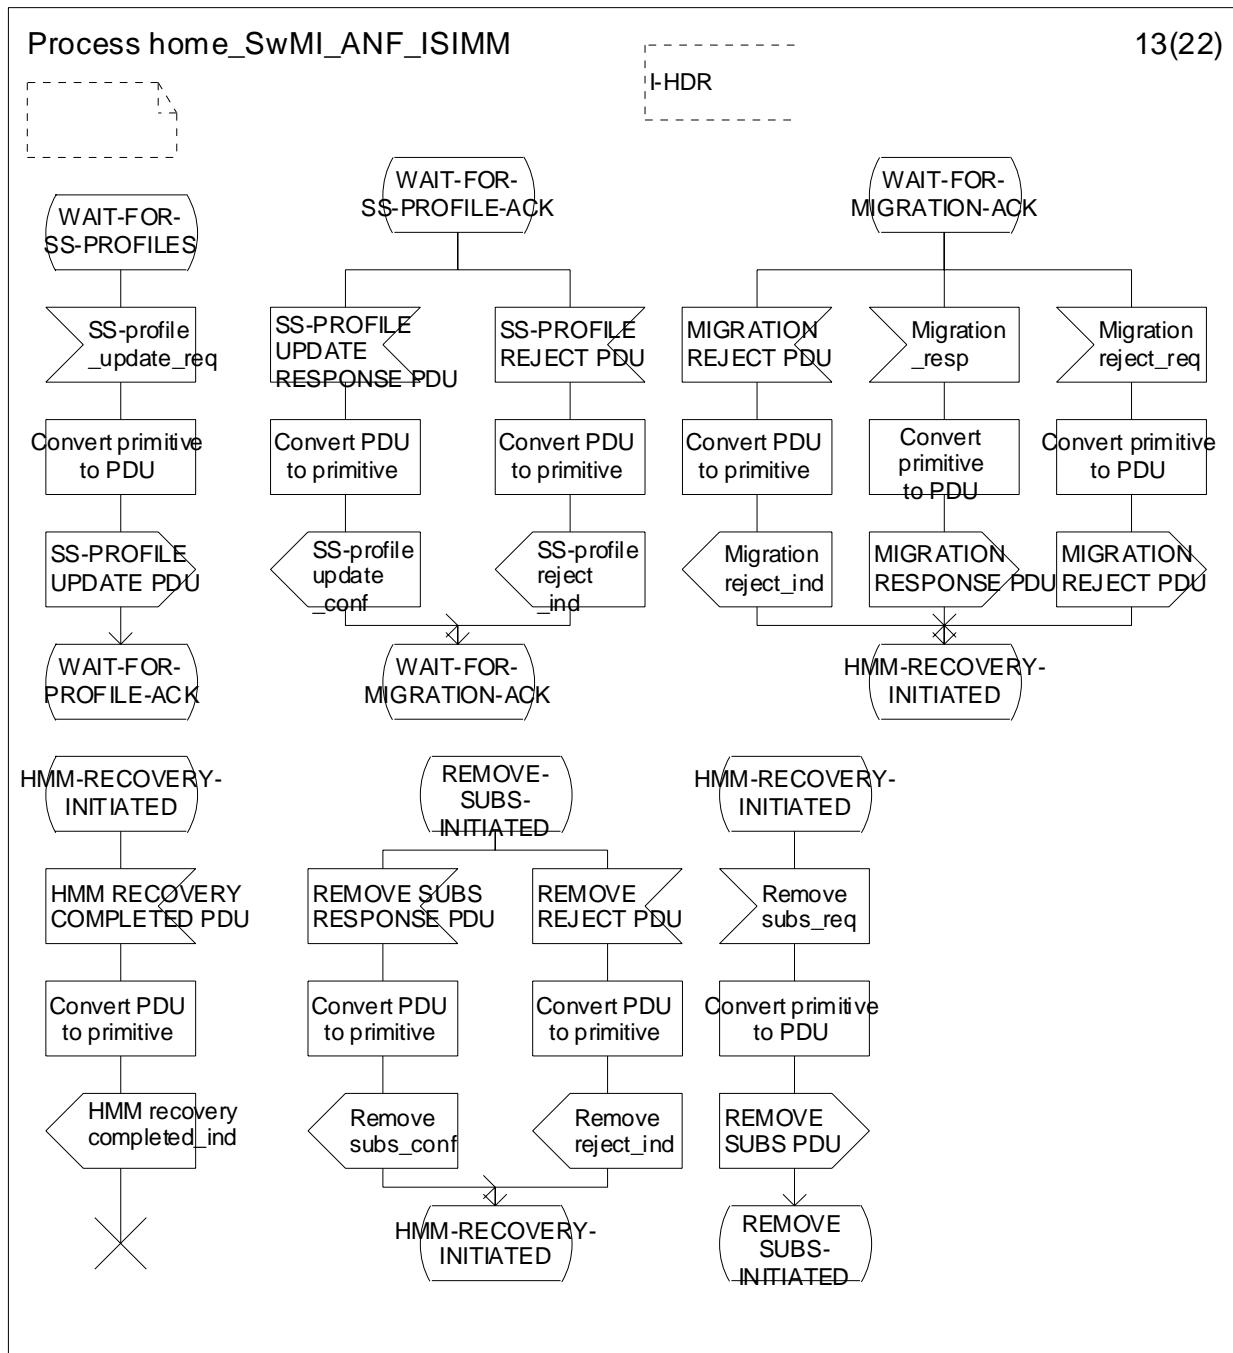 Process home_SwMI_ANF_ISIMM
13(22)
I-HDR
WAIT-FOR-
SS-PROFILES
SS-profile
_update_req
Convert primitive
to PDU
SS-PROFILE
UPDATE PDU
WAIT-FOR-
PROFILE-ACK
WAIT-FOR-
SS-PROFILE-ACK
SS-PROFILE
UPDATE
RESPONSE PDU
Convert PDU
to primitive
SS-profile
update
_conf
SS-PROFILE
REJECT PDU
Convert PDU
to primitive
SS-profile
reject
_ind
WAIT-FOR-
MIGRATION-ACK
WAIT-FOR-
MIGRATION-ACK
MIGRATION
REJECT PDU
Convert PDU
to primitive
Migration
reject_ind
Migration
_resp
Convert
primitive
to PDU
MIGRATION
RESPONSE PDU
Migration
reject_req
Convert primitive
to PDU
MIGRATION
REJECT PDU
HMM-RECOVERY-
INITIATED
HMM-RECOVERY-
INITIATED
HMM RECOVERY
COMPLETED PDU
Convert PDU
to primitive
HMM recovery
completed_ind
REMOVE-
SUBS-
INITIATED
REMOVE SUBS
RESPONSE PDU
Convert PDU
to primitive
Remove
subs_conf
REMOVE
REJECT PDU
Convert PDU
to primitive
Remove
reject_ind
HMM-RECOVERY-
INITIATED
HMM-RECOVERY-
INITIATED
Remove
subs_req
Convert primitive
to PDU
REMOVE
SUBS PDU
REMOVE
SUBS-
INITIATED